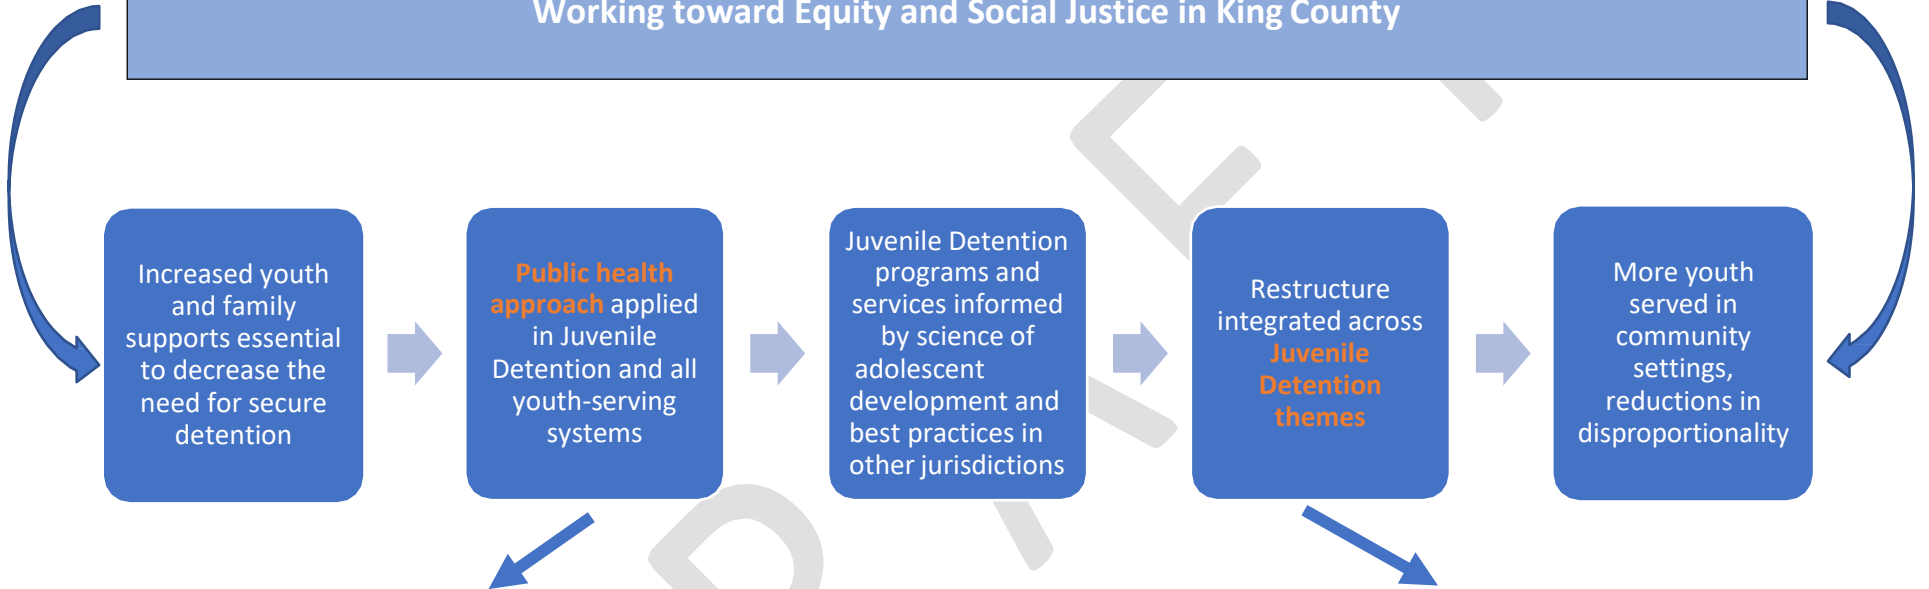 Working toward Equity and Social Justice in King County
Increased youth
and family
supports essential
to decrease the
need for secure
detention
Public health
approach applied
in Juvenile
Detention and all
youth-serving
systems
Juvenile Detention
programs and
services informed
by science of
adolescent
development and
best practices in
other jurisdictions
Restructure
integrated across
Juvenile
Detention
themes
More youth
served in
community
settings,
reductions in
disproportionality